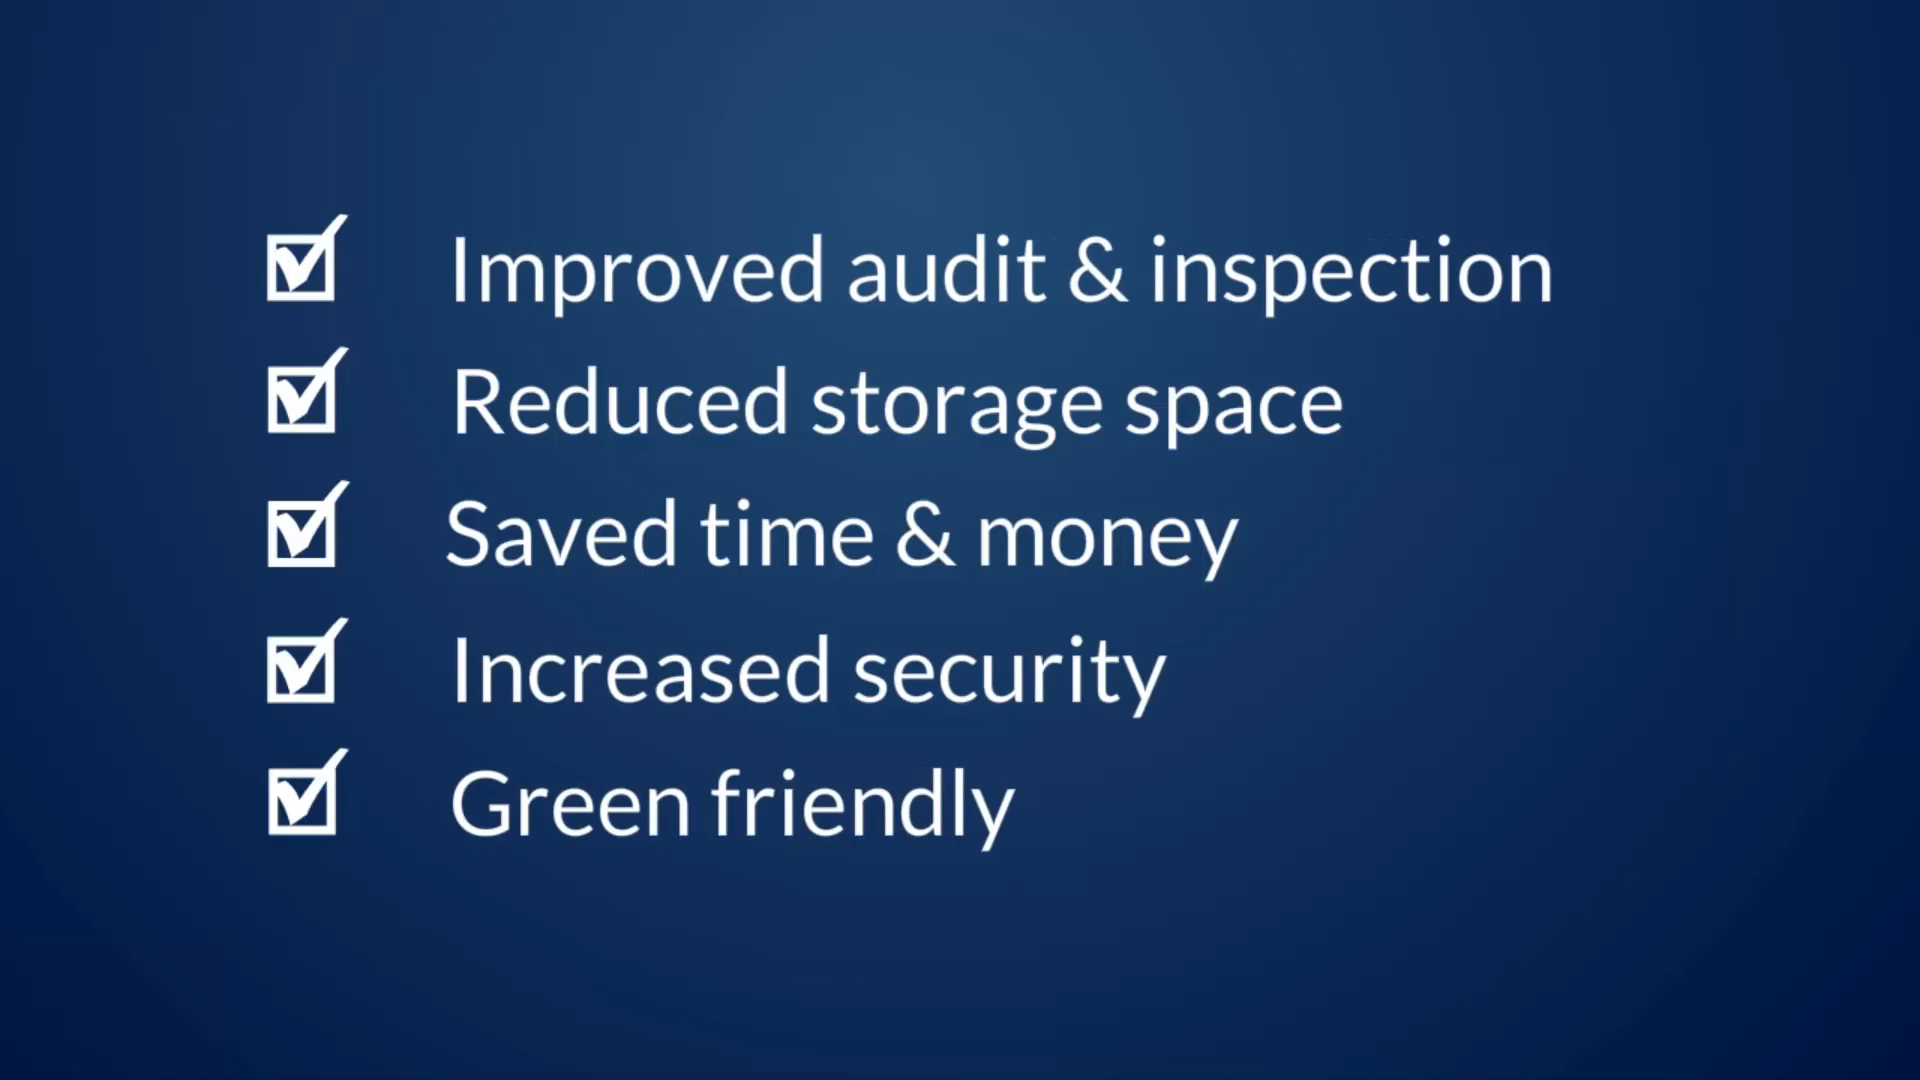 Improved audit & inspection
Reduced storage space
Saved time & money
Increased security
Green friendly